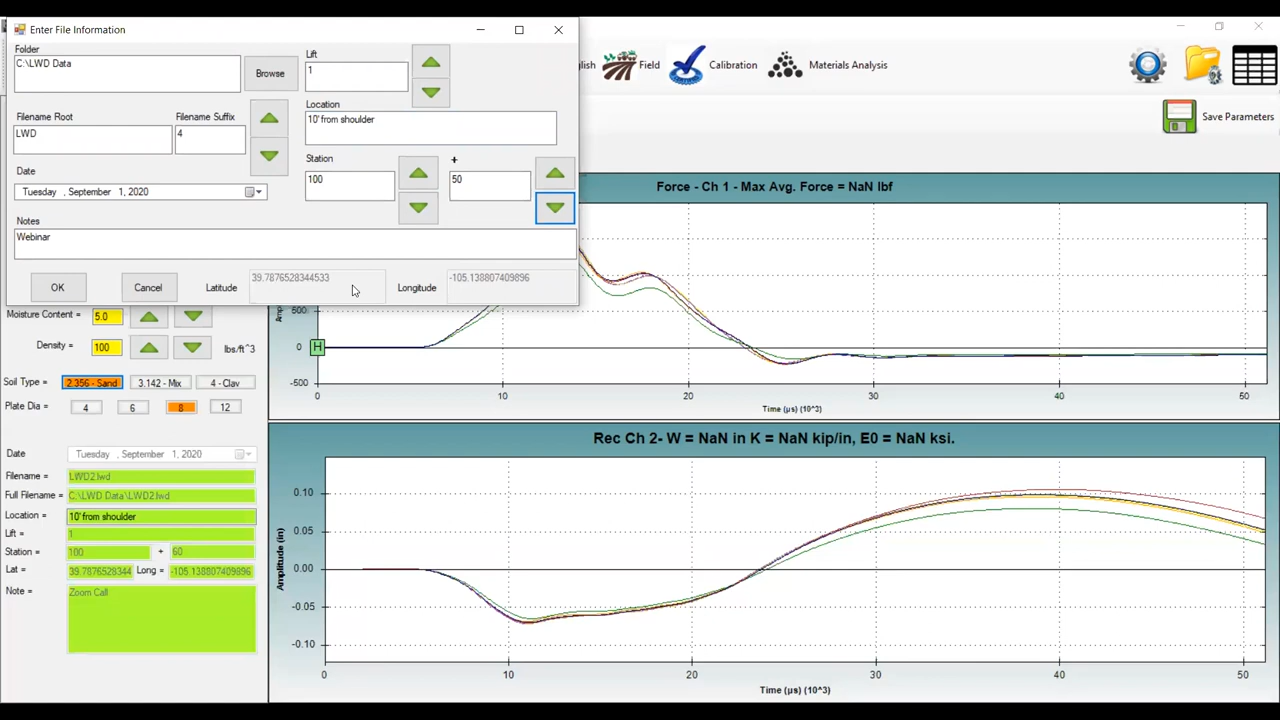 Enter File Information
Folder
C:\LWD Data
Browse
Lift
1
Filename Root
LWD
Filename Suffix
4
Location
10' from shoulder
Date
Tuesday , September 1, 2020
Station
100
+
50
Notes
Webinar
OK
Cancel
Latitude
39.7876528344533
Longitude
-105.138807409896
lish
Field
Calibration
Materials Analysis
Save Parameters
Moisture Content =
5.0
Density =
100
lbs/ft^3
Soil Type =
2.356 - Sand
3.142 - Mix
4 - Clay
Plate Dia =
4
6
8
12
Date
Tuesday , September 1, 2020
Filename =
LWD2.lwd
Full Filename =
C:\LWD Data\LWD2.lwd
Location =
10' from shoulder
Lift =
1
Station =
100
+
60
Lat =
39.7876528344
Long =
-105.138807409896
Note =
Zoom Call
Force - Ch 1 - Max Avg. Force = NaN lbf
Amp
500
0
-500
H
0
10
20
30
40
50
Time (µs) (10^3)
Rec Ch 2- W = NaN in K = NaN kip/in, E0 = NaN ksi.
Amplitude (in)
0.10
0.05
0.00
-0.05
-0.10
0
10
20
30
40
50
Time (µs) (10^3)